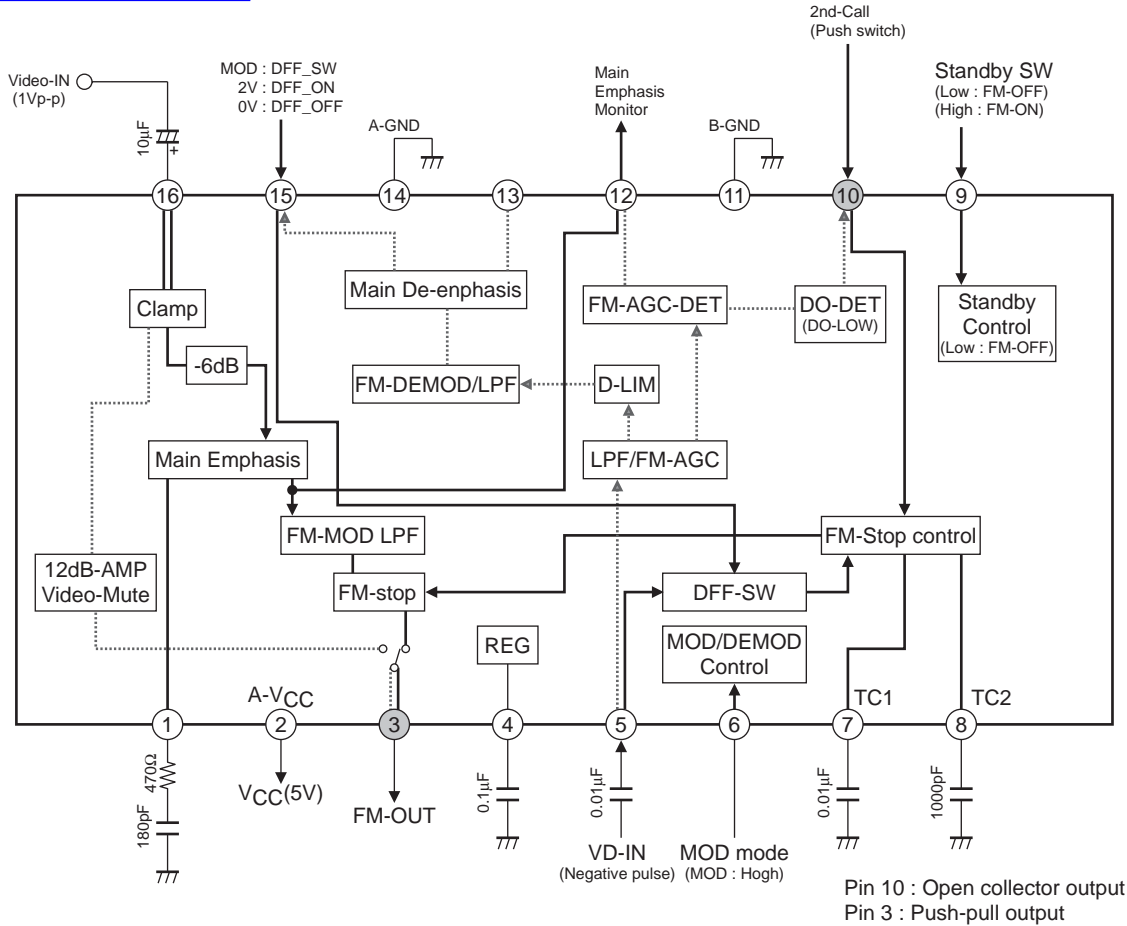 2nd-Call
(Push switch)
Video-IN
(1Vp-p)
MOD : DFF_SW
2V : DFF_ON
0V : DFF_OFF
Main
Emphasis
Monitor
Standby SW
(Low : FM-OFF)
(High : FM-ON)
10µF
+
A-GND
B-GND
16
15
14
13
12
11
10
9
Clamp
Main De-enphasis
FM-AGC-DET
DO-DET
(DO-LOW)
Standby
Control
(Low : FM-OFF)
-6dB
FM-DEMOD/LPF
D-LIM
Main Emphasis
LPF/FM-AGC
FM-MOD LPF
FM-Stop control
12dB-AMP
Video-Mute
FM-stop
DFF-SW
REG
MOD/DEMOD
Control
A-VCC
TC1
TC2
1
2
3
4
5
6
7
8
470Ω
180pF
VCC(5V)
FM-OUT
0.1µF
0.01µF
VD-IN
(Negative pulse)
MOD mode
(MOD : Hogh)
0.01µF
1000pF
Pin 10 : Open collector output
Pin 3 : Push-pull output